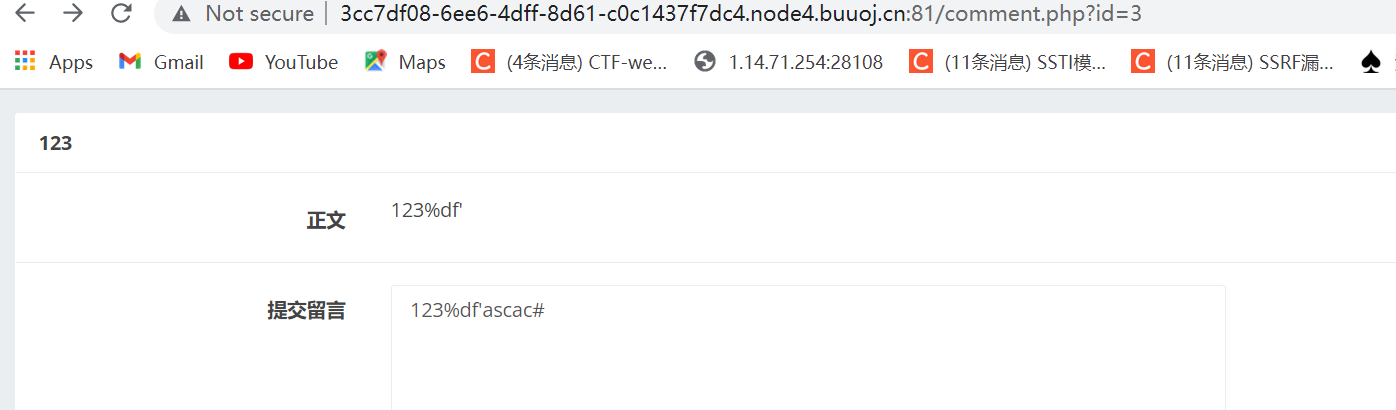 Not secure | 3cc7df08-6ee6-4dff-8d61-c0c1437f7dc4.node4.buuoj.cn:81/comment.php?id=3
Apps Gmail YouTube Maps (4条消息) CTF-we... 1.14.71.254:28108 (11条消息) SSTI模... (11条消息) SSRF漏...
123
正文 123%df'
提交留言 123%df'ascac#